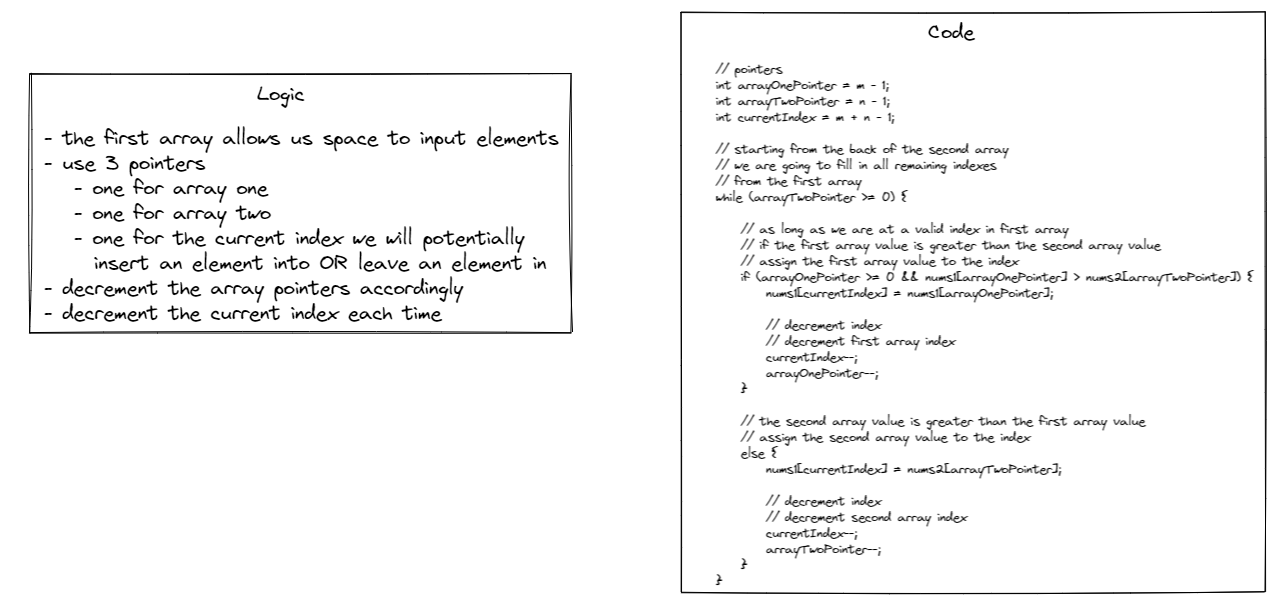 Logic
- the first array allows us space to input elements
- use 3 pointers
- one for array one
- one for array two
- one for the current index we will potentially
insert an element into OR leave an element in
- decrement the array pointers accordingly
- decrement the current index each time
Code
// pointers
int arrayOnePointer = m - 1;
int arrayTwoPointer = n - 1;
int currentIndex = m + n - 1;
// starting from the back of the second array
// we are going to fill in all remaining indexes
// from the first array
while (arrayTwoPointer >= 0) {
// as long as we are at a valid index in first array
// if the first array value is greater than the second array value
// assign the first array value to the index
if (arrayOnePointer >= 0 && nums1[arrayOnePointer] > nums2[arrayTwoPointer]) {
nums1[currentIndex] = nums1[arrayOnePointer];
// decrement index
// decrement first array index
currentIndex--;
arrayOnePointer--;
}
// the second array value is greater than the first array value
// assign the second array value to the index
else {
nums1[currentIndex] = nums2[arrayTwoPointer];
// decrement index
// decrement second array index
currentIndex--;
arrayTwoPointer--;
}
}